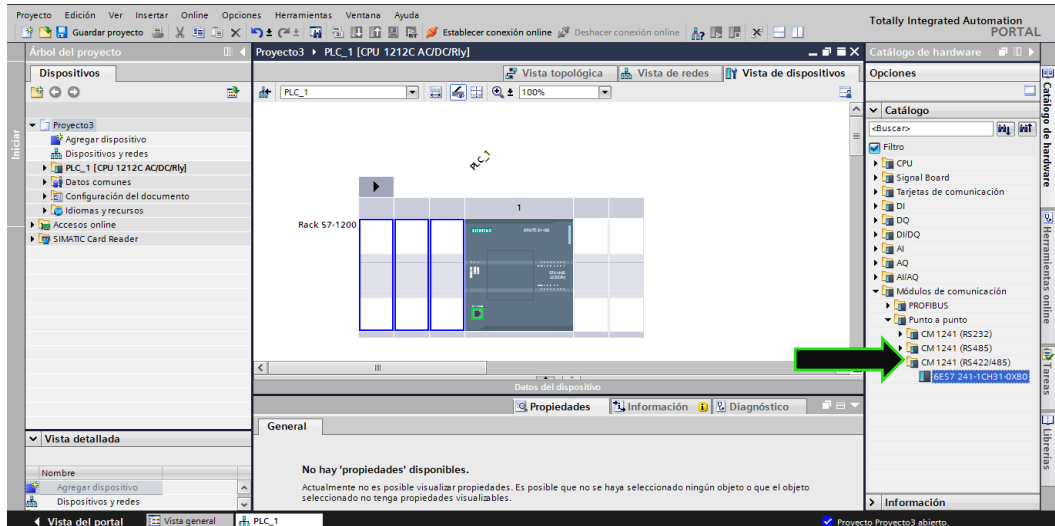 Proyecto Edición Ver Insertar Online Opciones Herramientas Ventana Ayuda
Totally Integrated Automation
PORTAL
Guardar proyecto
Establecer conexión online
Deshacer conexión online
Árbol del proyecto
Proyecto3 PLC_1 [CPU 1212C AC/DC/Rly]
Catálogo de hardware
Dispositivos
Vista topológica
Vista de redes
Vista de dispositivos
Opciones
PLC_1
100%
Iniciar
Proyecto3
Agregar dispositivo
Dispositivos y redes
PLC_1 [CPU 1212C AC/DC/Rly]
Datos comunes
Configuración del documento
Idiomas y recursos
Accesos online
SIMATIC Card Reader
PLC_1
1
Rack S7-1200
SIEMENS
Catálogo
<Buscar>
Filtro
CPU
Signal Board
Tarjetas de comunicación
DI
DQ
DI/DQ
AI
AQ
AI/AQ
Módulos de comunicación
PROFIBUS
Punto a punto
CM 1241 (RS232)
CM 1241 (RS485)
CM 1241 (RS422/485)
6ES7 241-1CH31-0XB0
Información
Catálogo de hardware
Herramientas online
Tareas
Librerías
Datos del dispositivo
Propiedades
Información
Diagnóstico
General
No hay 'propiedades' disponibles.
Actualmente no es posible visualizar propiedades. Es posible que no se haya seleccionado ningún objeto o que el objeto
seleccionado no tenga propiedades visualizables.
Vista detallada
Nombre
Agregar dispositivo
Dispositivos y redes
Vista del portal
Vista general
PLC_1
Proyecto Proyecto3 abierto.